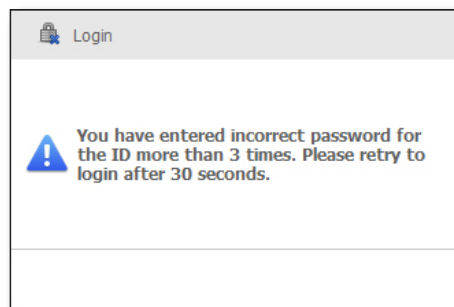 Login
You have entered incorrect password for
the ID more than 3 times. Please retry to
login after 30 seconds.